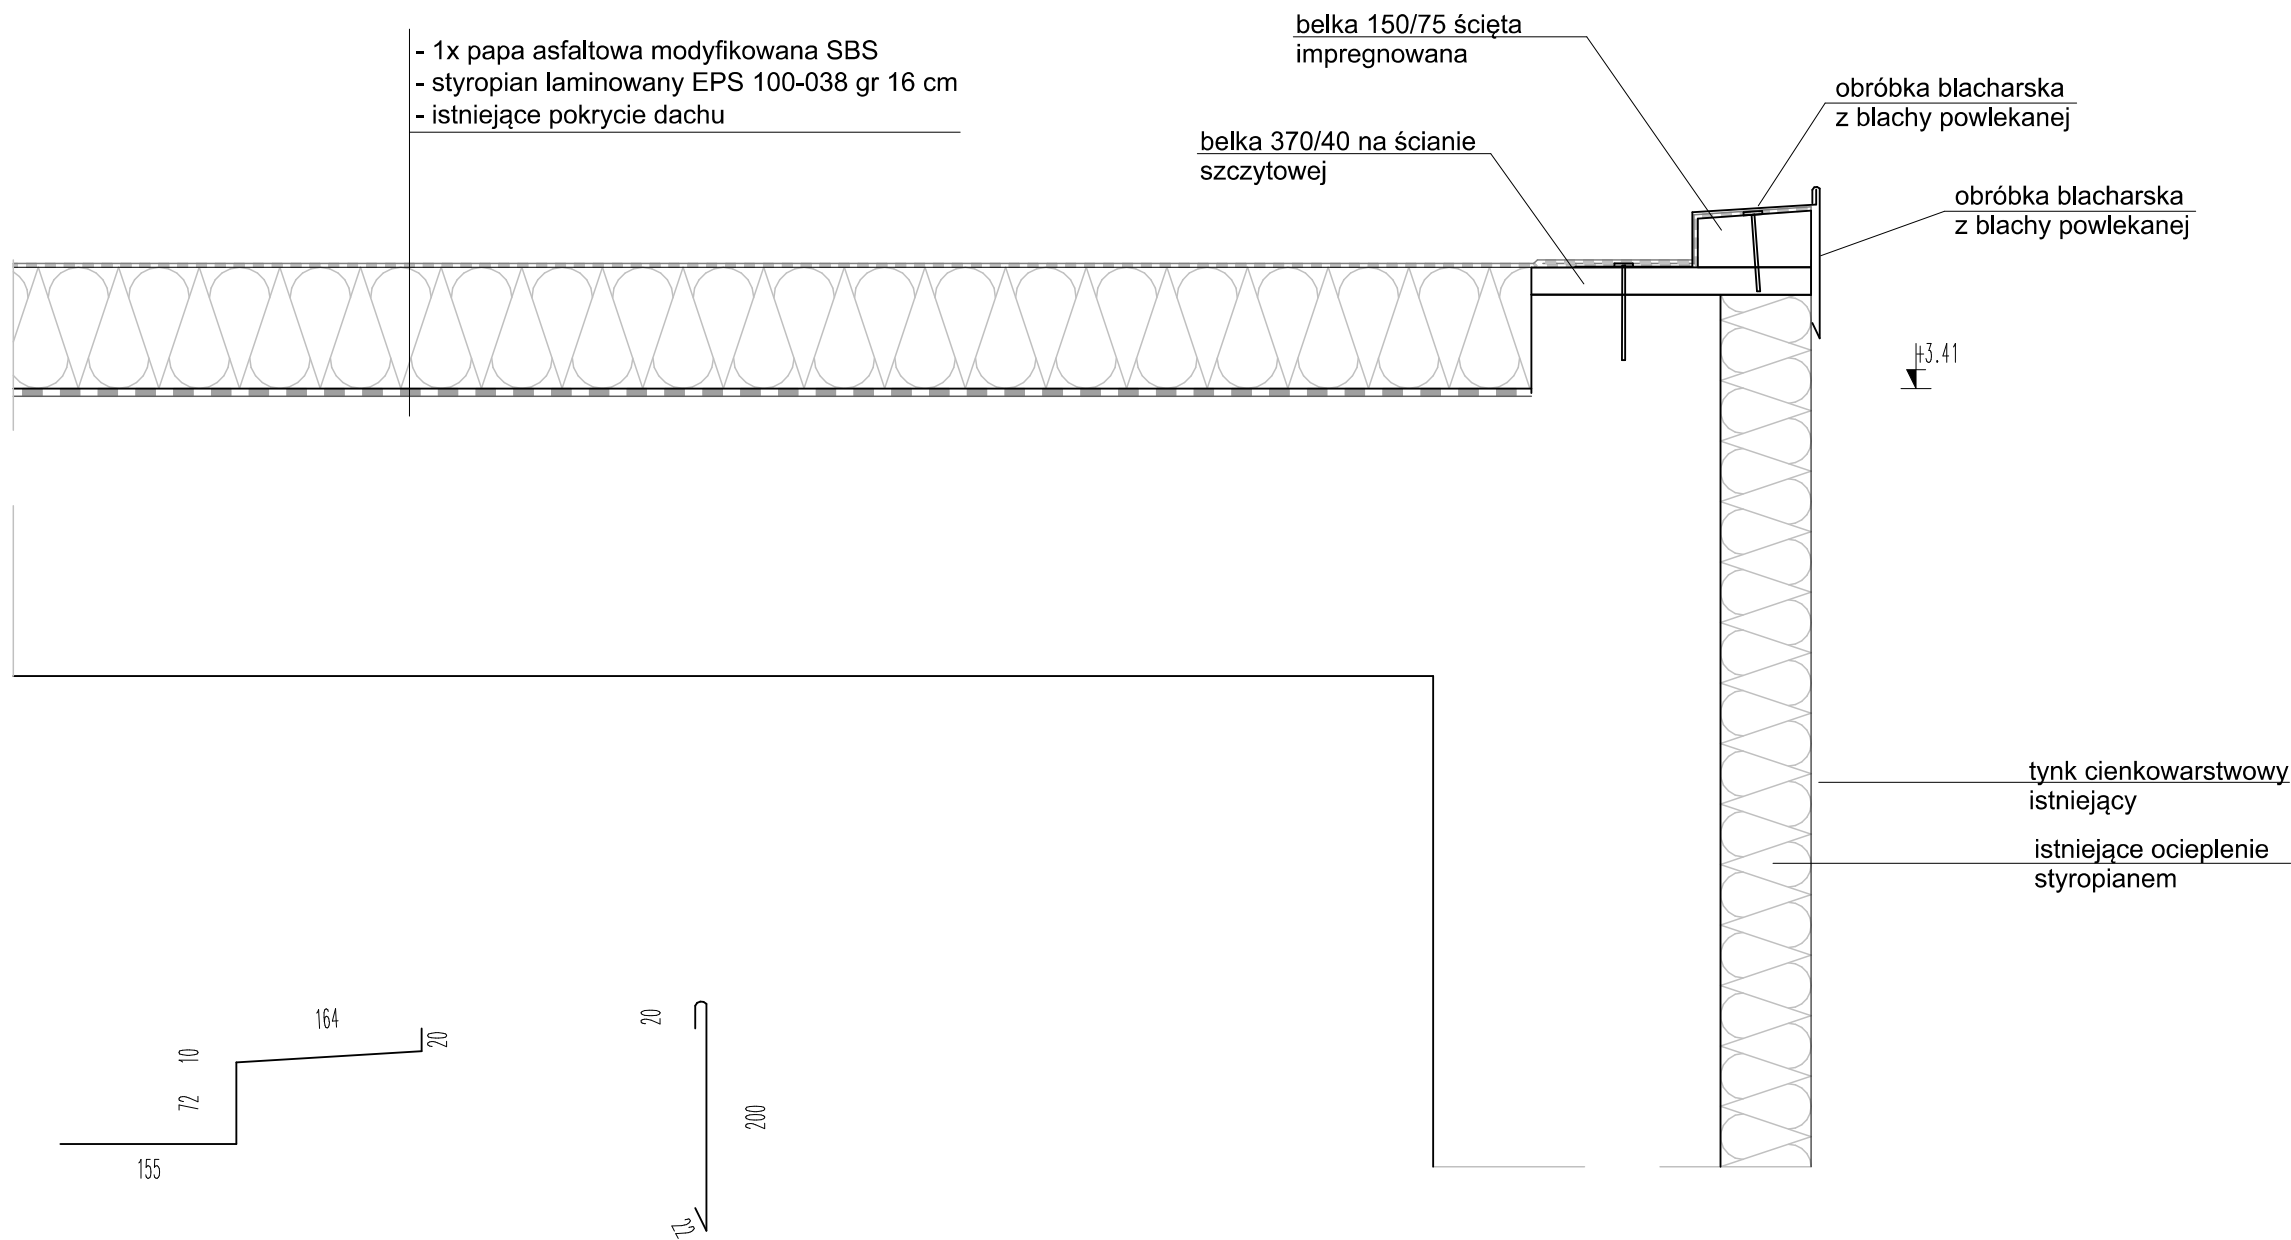 - 1x papa asfaltowa modyfikowana SBS
- styropian laminowany EPS 100-038 gr 16 cm
- istniejące pokrycie dachu
belka 150/75 ścięta
impregnowana
obróbka blacharska
z blachy powlekanej
belka 370/40 na ścianie
szczytowej
obróbka blacharska
z blachy powlekanej
+3.41
tynk cienkowarstwowy
istniejący
istniejące ocieplenie
styropianem
164
20
10
72
155
20
200
22